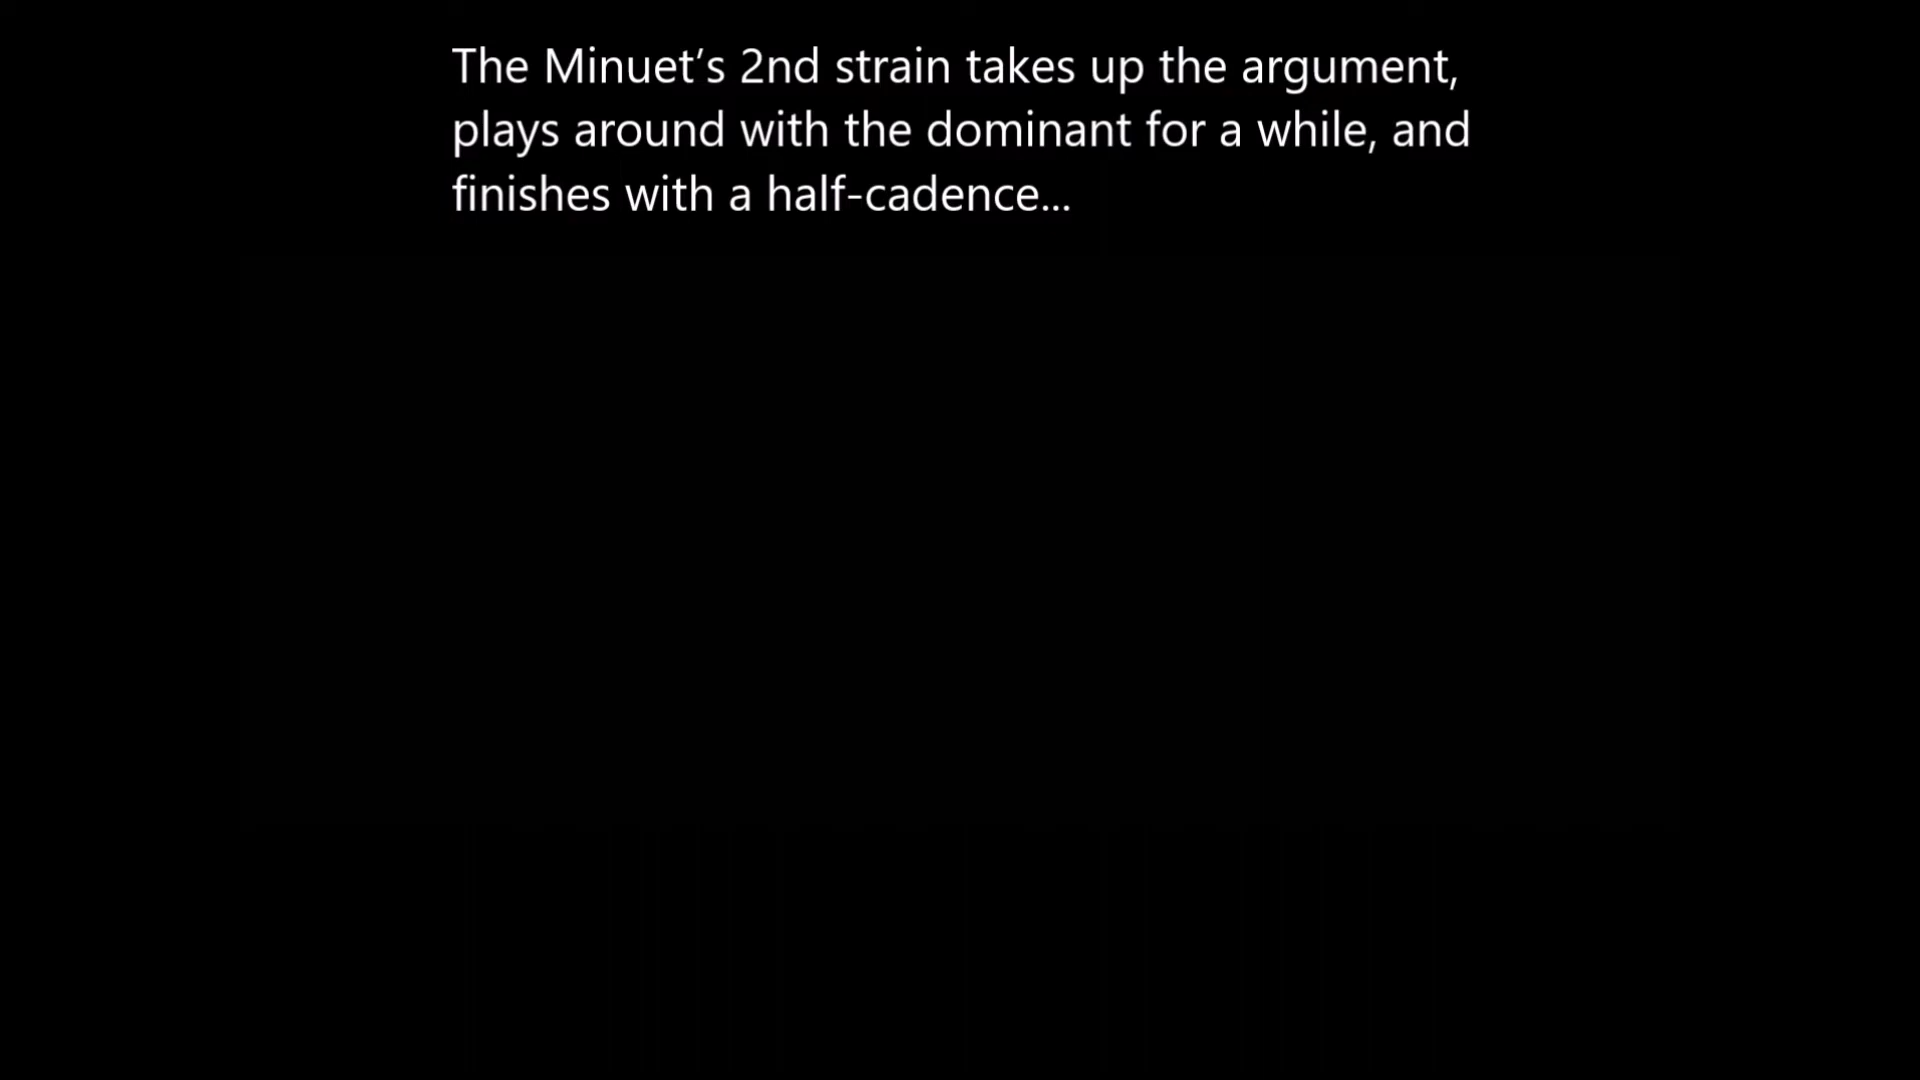 The Minuet’s 2nd strain takes up the argument,
plays around with the dominant for a while, and
finishes with a half-cadence...